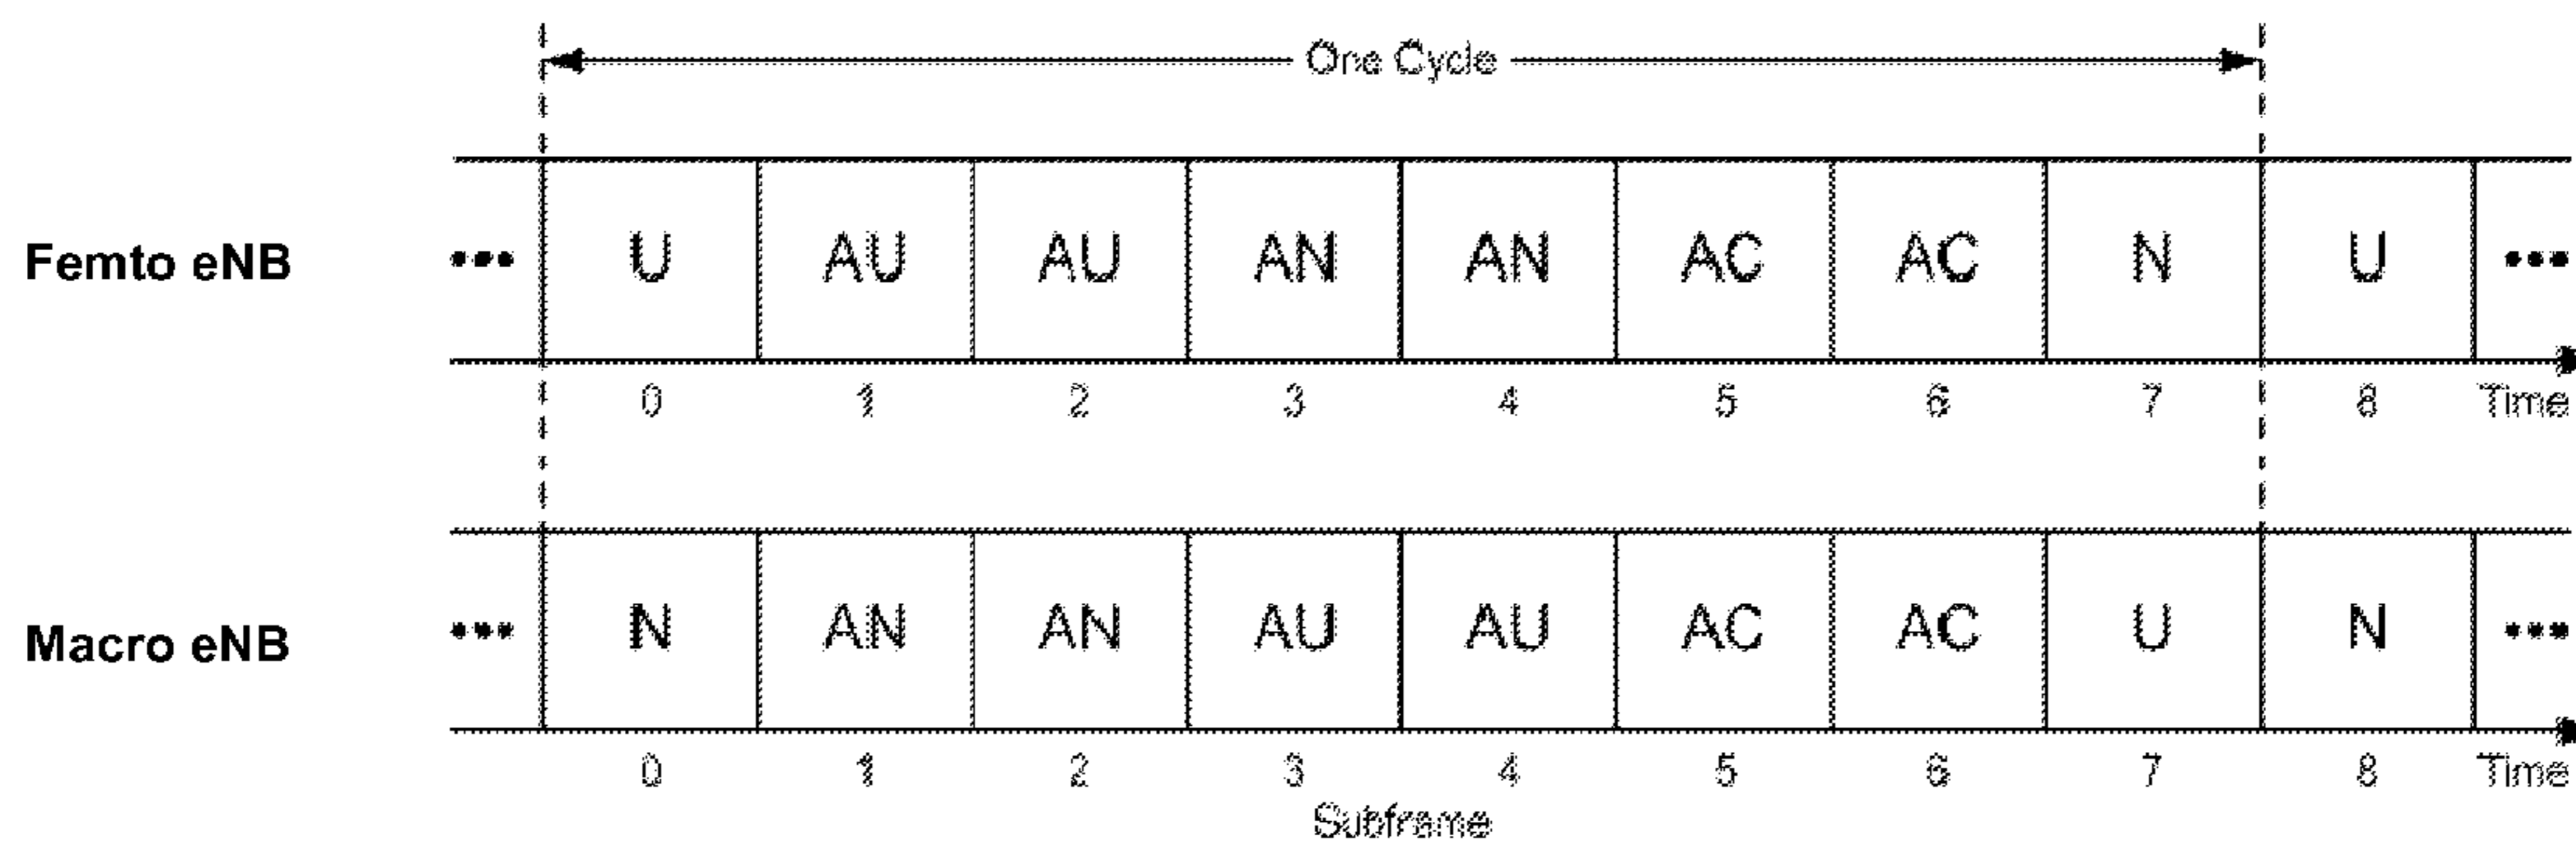 One Cycle
Femto eNB ••• U AU AU AN AN AC AC N U •••
0 1 2 3 4 5 6 7 8 Time
Macro eNB ••• N AN AN AU AU AC AC U N •••
0 1 2 3 4 5 6 7 8 Time
Subframe